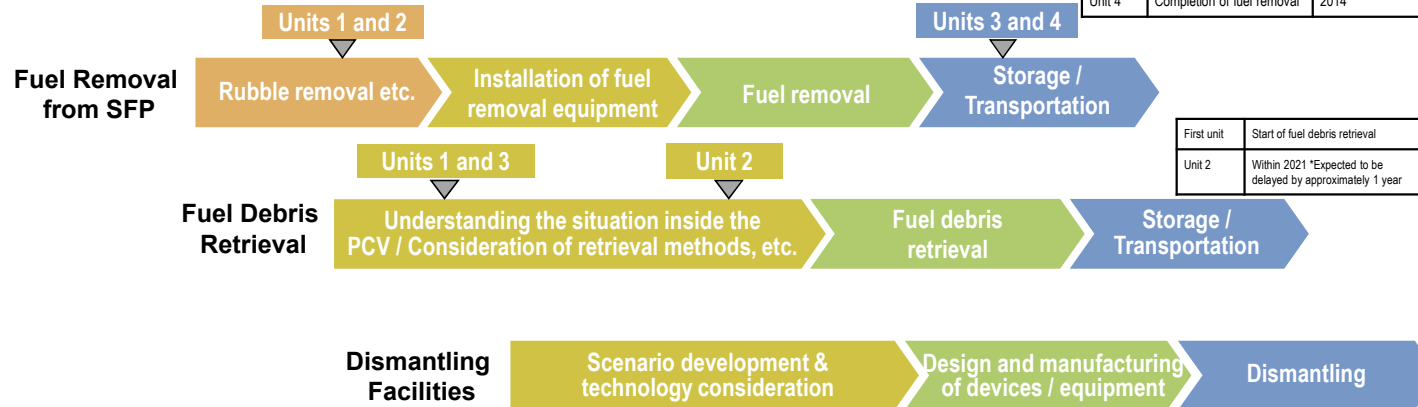 Unit 4 Completion of fuel removal 2014
Units 1 and 2
Units 3 and 4
Fuel Removal
from SFP
Rubble removal etc.
Installation of fuel
removal equipment
Fuel removal
Storage /
Transportation
First unit Start of fuel debris retrieval
Unit 2 Within 2021 *Expected to be
delayed by approximately 1 year
Units 1 and 3
Unit 2
Fuel Debris
Retrieval
Understanding the situation inside the
PCV / Consideration of retrieval methods, etc.
Fuel debris
retrieval
Storage /
Transportation
Dismantling
Facilities
Scenario development &
technology consideration
Design and manufacturing
of devices / equipment
Dismantling